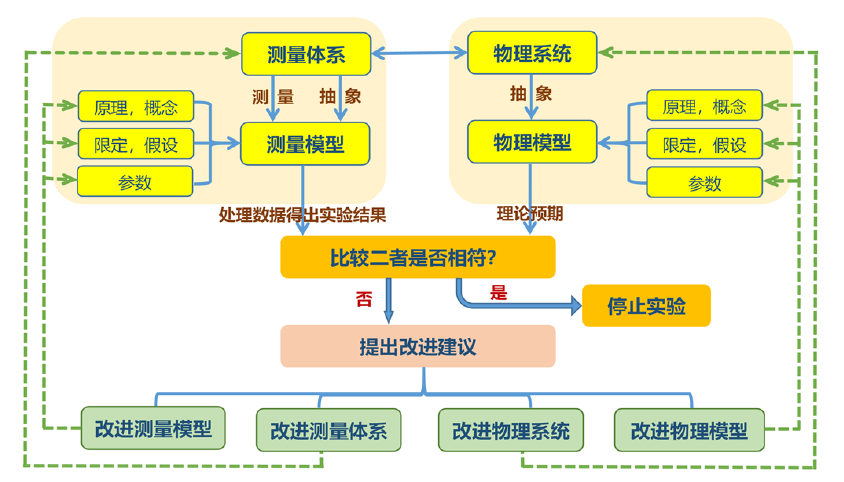 测量体系
物理系统
测 量
抽 象
抽 象
原理，概念
限定，假设
参数
测量模型
物理模型
原理，概念
限定，假设
参数
处理数据得出实验结果
理论预期
比较二者是否相符?
否
是
停止实验
提出改进建议
改进测量模型
改进测量体系
改进物理系统
改进物理模型